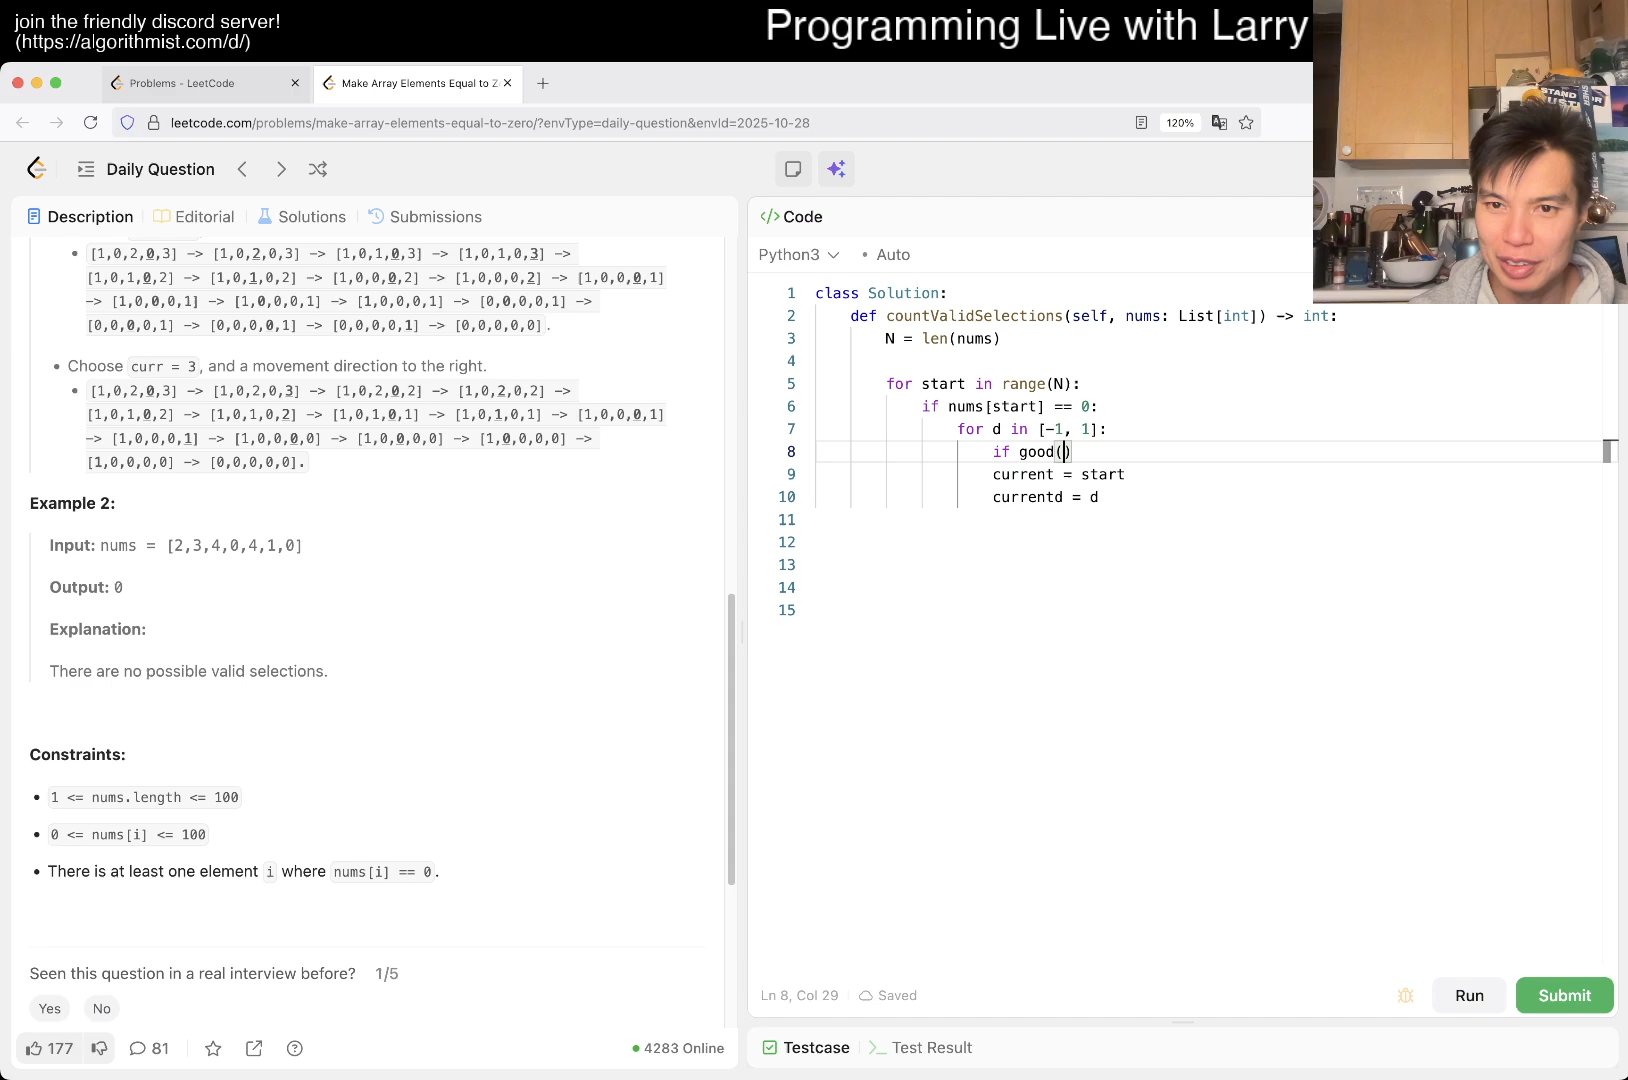 join the friendly discord server!
(https://algorithmist.com/d/)
Programming Live with Larry
Problems - LeetCode
Make Array Elements Equal to Z
leetcode.com/problems/make-array-elements-equal-to-zero/?envType=daily-question&envId=2025-10-28
120%
Daily Question
Description
Editorial
Solutions
Submissions
[1,0,2,0,3] -> [1,0,2,0,3] -> [1,0,1,0,3] -> [1,0,1,0,3] ->
[1,0,1,0,2] -> [1,0,1,0,2] -> [1,0,0,0,2] -> [1,0,0,0,2] -> [1,0,0,0,1]
-> [1,0,0,0,1] -> [1,0,0,0,1] -> [1,0,0,0,1] -> [0,0,0,0,1] ->
[0,0,0,0,1] -> [0,0,0,0,1] -> [0,0,0,0,1] -> [0,0,0,0,0].
• Choose curr = 3, and a movement direction to the right.
[1,0,2,0,3] -> [1,0,2,0,3] -> [1,0,2,0,2] -> [1,0,2,0,2] ->
[1,0,1,0,2] -> [1,0,1,0,2] -> [1,0,1,0,1] -> [1,0,1,0,1] -> [1,0,0,0,1]
-> [1,0,0,0,1] -> [1,0,0,0,0] -> [1,0,0,0,0] -> [1,0,0,0,0] ->
[1,0,0,0,0] -> [0,0,0,0,0].
Example 2:
Input: nums = [2,3,4,0,4,1,0]
Output: 0
Explanation:
There are no possible valid selections.
Constraints:
• 1 <= nums.length <= 100
• 0 <= nums[i] <= 100
• There is at least one element i where nums[i] == 0.
Seen this question in a real interview before? 1/5
Yes No
177
81
4283 Online
</> Code
Python3
• Auto
1 class Solution:
2 def countValidSelections(self, nums: List[int]) -> int:
3 N = len(nums)
4
5 for start in range(N):
6 if nums[start] == 0:
7 for d in [-1, 1]:
8 if good()
9 current = start
10 currentd = d
11
12
13
14
15
Ln 8, Col 29
Saved
Run
Submit
Testcase
Test Result